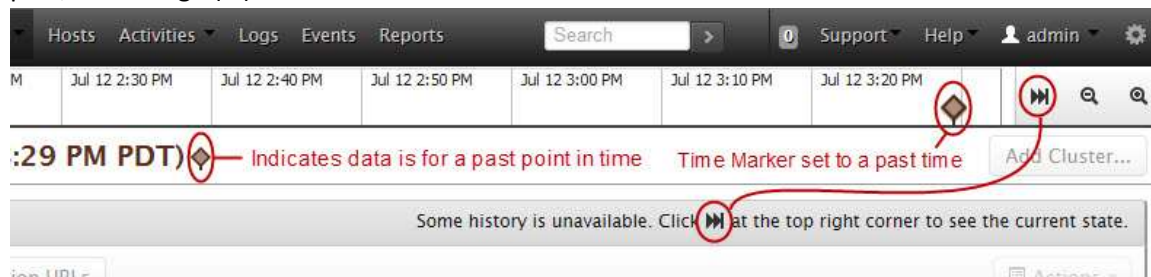 Hosts Activities Logs Events Reports Search 0 Support Help admin
M Jul 12 2:30 PM Jul 12 2:40 PM Jul 12 2:50 PM Jul 12 3:00 PM Jul 12 3:10 PM Jul 12 3:20 PM
:29 PM PDT) Indicates data is for a past point in time Time Marker set to a past time Add Cluster...
Some history is unavailable. Click at the top right corner to see the current state.
Actions